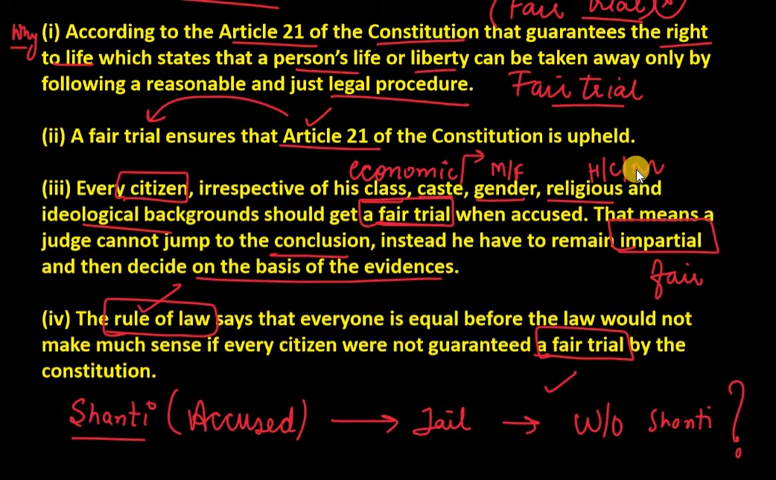 (Fair trial)
Why (i) According to the Article 21 of the Constitution that guarantees the right
to life which states that a person's life or liberty can be taken away only by
following a reasonable and just legal procedure. Fair trial
(ii) A fair trial ensures that Article 21 of the Constitution is upheld.
economic M/F H/C/M
(iii) Every citizen, irrespective of his class, caste, gender, religious and
ideological backgrounds should get a fair trial when accused. That means a
judge cannot jump to the conclusion, instead he have to remain impartial
and then decide on the basis of the evidences. fair
(iv) The rule of law says that everyone is equal before the law would not
make much sense if every citizen were not guaranteed a fair trial by the
constitution.
Shanti (Accused) → Jail → W/o Shanti ?